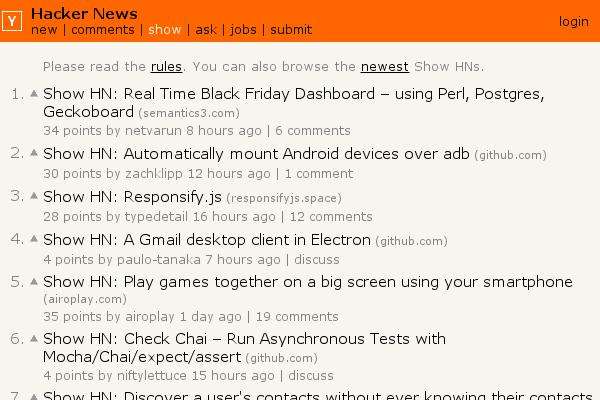 Y
Hacker News
new | comments | show | ask | jobs | submit
login
Please read the rules. You can also browse the newest Show HNs.
1. Show HN: Real Time Black Friday Dashboard – using Perl, Postgres,
Geckoboard (semantics3.com)
34 points by netvarun 8 hours ago | 6 comments
2. Show HN: Automatically mount Android devices over adb (github.com)
30 points by zachklipp 12 hours ago | 1 comment
3. Show HN: Responsify.js (responsifyjs.space)
28 points by typedetail 16 hours ago | 12 comments
4. Show HN: A Gmail desktop client in Electron (github.com)
4 points by paulo-tanaka 7 hours ago | discuss
5. Show HN: Play games together on a big screen using your smartphone
(airoplay.com)
35 points by airoplay 1 day ago | 19 comments
6. Show HN: Check Chai – Run Asynchronous Tests with
Mocha/Chai/expect/assert (github.com)
4 points by niftylettuce 15 hours ago | discuss
7. Show HN: Discover a user's contacts without ever knowing their contacts